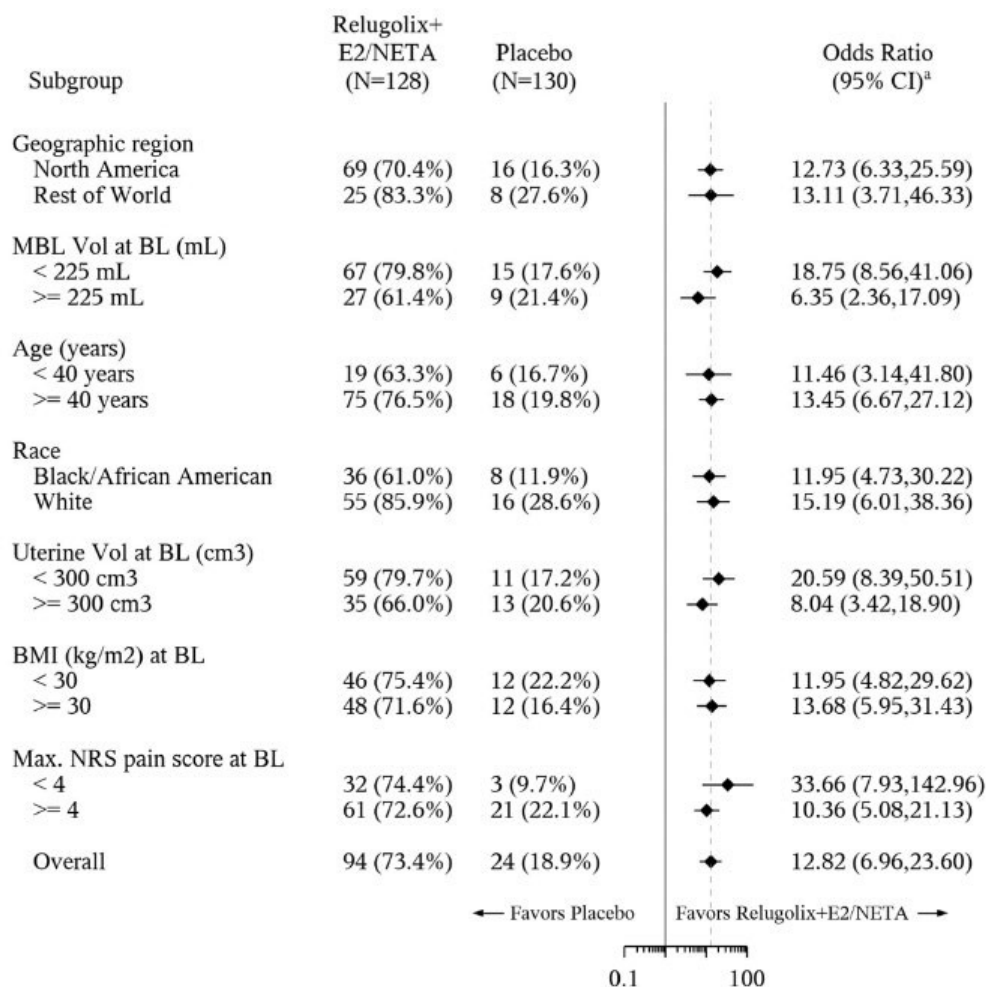 Relugolix+
E2/NETA Placebo Odds Ratio
Subgroup (N=128) (N=130) (95% CI)a
Geographic region
North America 69 (70.4%) 16 (16.3%) 12.73 (6.33,25.59)
Rest of World 25 (83.3%) 8 (27.6%) 13.11 (3.71,46.33)
MBL Vol at BL (mL)
< 225 mL 67 (79.8%) 15 (17.6%) 18.75 (8.56,41.06)
>= 225 mL 27 (61.4%) 9 (21.4%) 6.35 (2.36,17.09)
Age (years)
< 40 years 19 (63.3%) 6 (16.7%) 11.46 (3.14,41.80)
>= 40 years 75 (76.5%) 18 (19.8%) 13.45 (6.67,27.12)
Race
Black/African American 36 (61.0%) 8 (11.9%) 11.95 (4.73,30.22)
White 55 (85.9%) 16 (28.6%) 15.19 (6.01,38.36)
Uterine Vol at BL (cm3)
< 300 cm3 59 (79.7%) 11 (17.2%) 20.59 (8.39,50.51)
>= 300 cm3 35 (66.0%) 13 (20.6%) 8.04 (3.42,18.90)
BMI (kg/m2) at BL
< 30 46 (75.4%) 12 (22.2%) 11.95 (4.82,29.62)
>= 30 48 (71.6%) 12 (16.4%) 13.68 (5.95,31.43)
Max. NRS pain score at BL
< 4 32 (74.4%) 3 (9.7%) 33.66 (7.93,142.96)
>= 4 61 (72.6%) 21 (22.1%) 10.36 (5.08,21.13)
Overall 94 (73.4%) 24 (18.9%) 12.82 (6.96,23.60)
← Favors Placebo Favors Relugolix+E2/NETA →
0.1 100